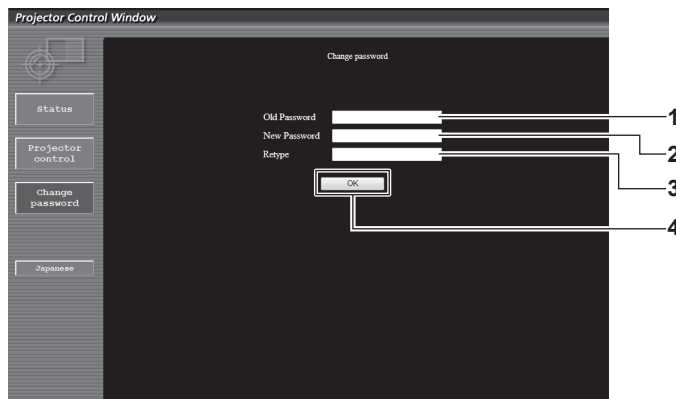 Projector Control Window
Change password
Status
Projector
control
Change
password
Japanese
Old Password
New Password
Retype
OK
1
2
3
4